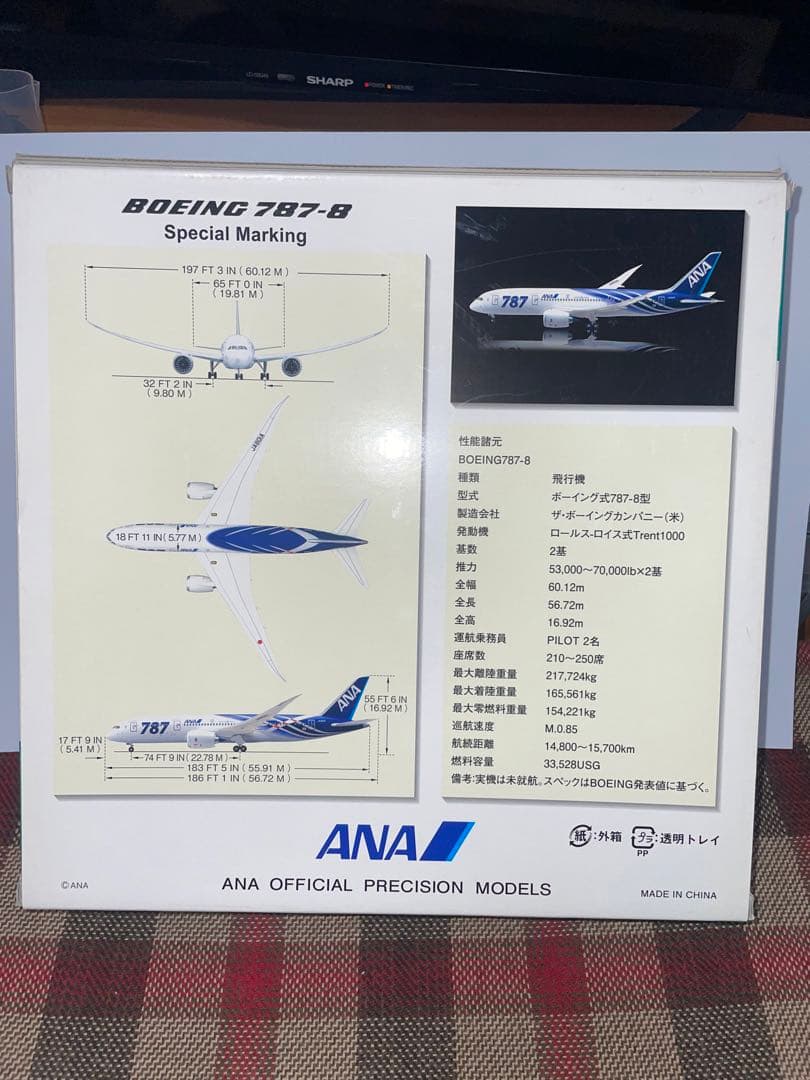 SHARP
BOEING 787-8
Special Marking
197 FT 3 IN ( 60.12 M )
65 FT 0 IN
( 19.81 M )
32 FT 2 IN
( 9.80 M )
18 FT 11 IN( 5.77 M )
787
ANA
ANA
55 FT 6 IN
( 16.92 M )
17 FT 9 IN
( 5.41 M )
74 FT 9 IN( 22.78 M )
183 FT 5 IN ( 55.91 M )
186 FT 1 IN ( 56.72 M )
787
ANA
ANA
性能諸元
BOEING787-8
種類 飛行機
型式 ボーイング式787-8型
製造会社 ザ・ボーイングカンパニー(米)
発動機 ロールス-ロイス式Trent1000
基数 2基
推力 53,000〜70,000lb×2基
全幅 60.12m
全長 56.72m
全高 16.92m
運航乗務員 PILOT 2名
座席数 210〜250席
最大離陸重量 217,724kg
最大着陸重量 165,561kg
最大零燃料重量 154,221kg
巡航速度 M.0.85
航続距離 14,800〜15,700km
燃料容量 33,528USG
備考:実機は未就航。スペックはBOEING発表値に基づく。
ANA
紙:外箱 プラ:透明トレイ
PP
©ANA
ANA OFFICIAL PRECISION MODELS
MADE IN CHINA